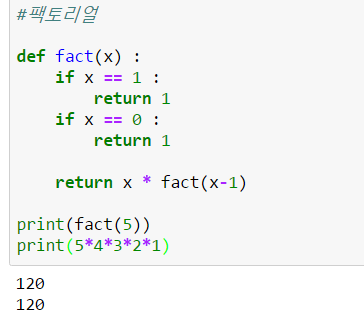 #팩토리얼
def fact(x) :
    if x == 1 :
        return 1
    if x == 0 :
        return 1
    return x * fact(x-1)
print(fact(5))
print(5*4*3*2*1)
120
120